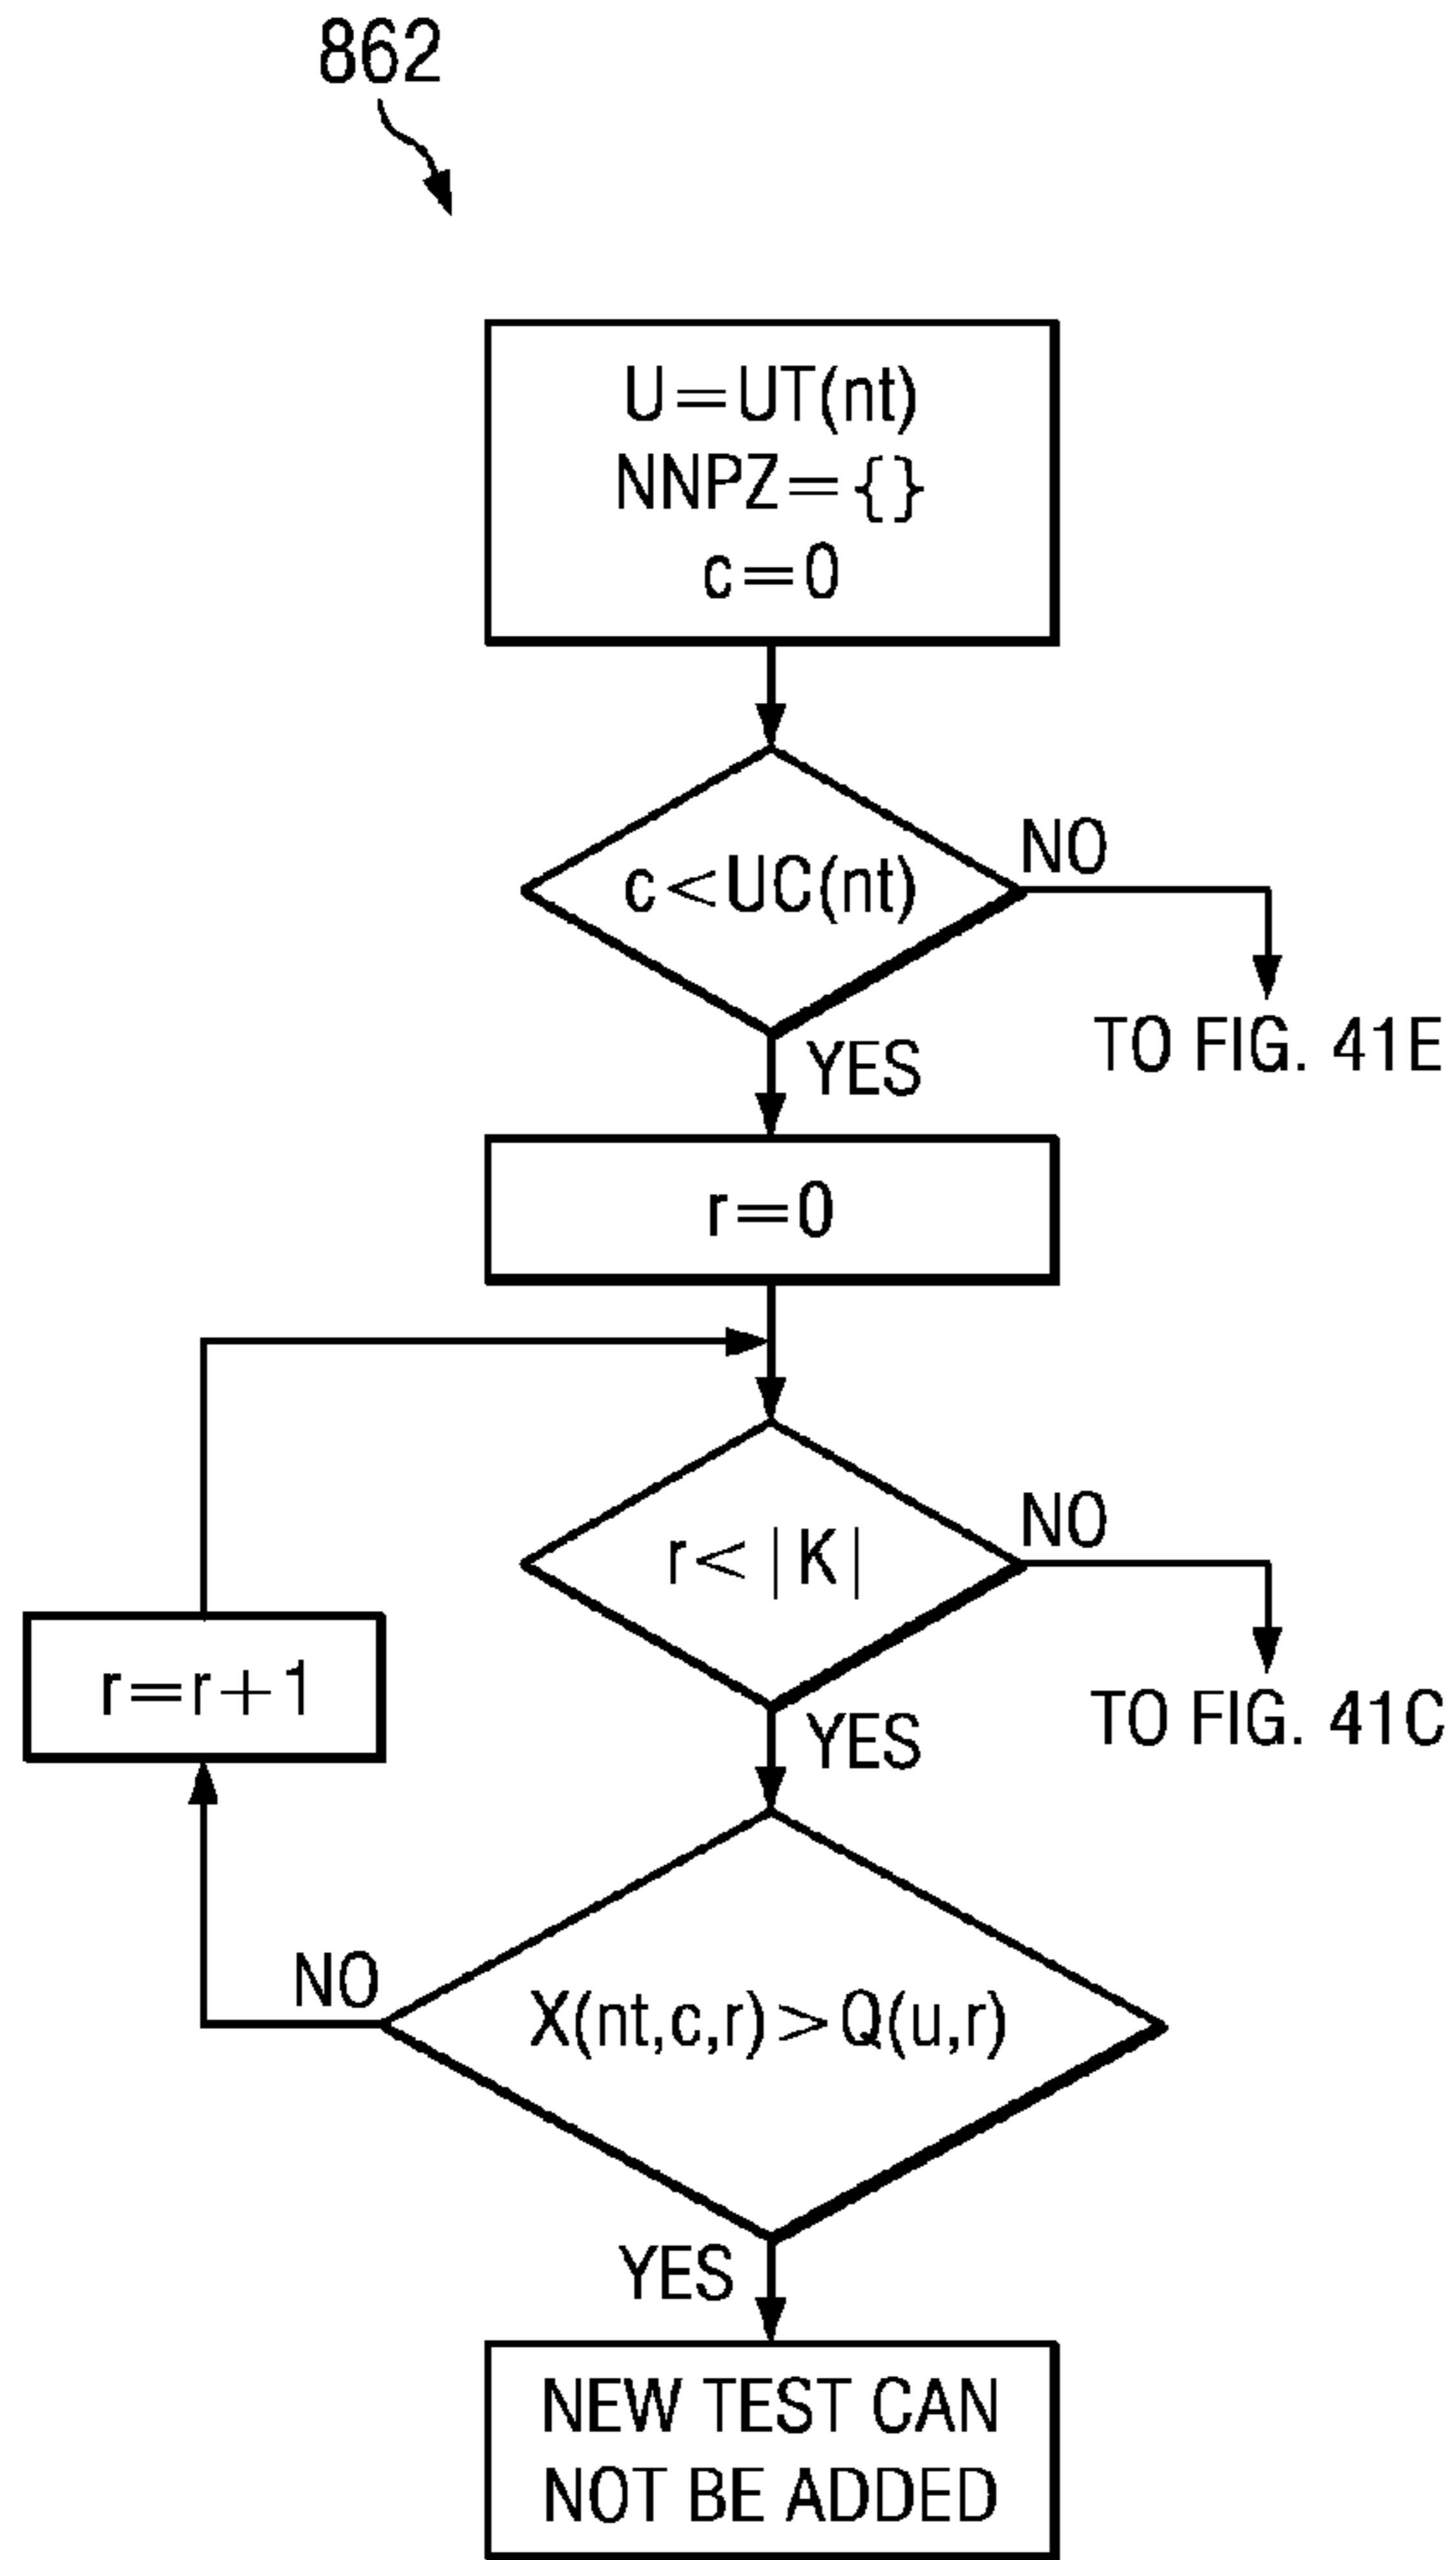 862
U=UT(nt)
NNPZ={}
c=0
c<UC(nt)
NO
TO FIG. 41E
YES
r=0
r<|K|
NO
TO FIG. 41C
YES
r=r+1
X(nt,c,r)>Q(u,r)
NO
YES
NEW TEST CAN
NOT BE ADDED